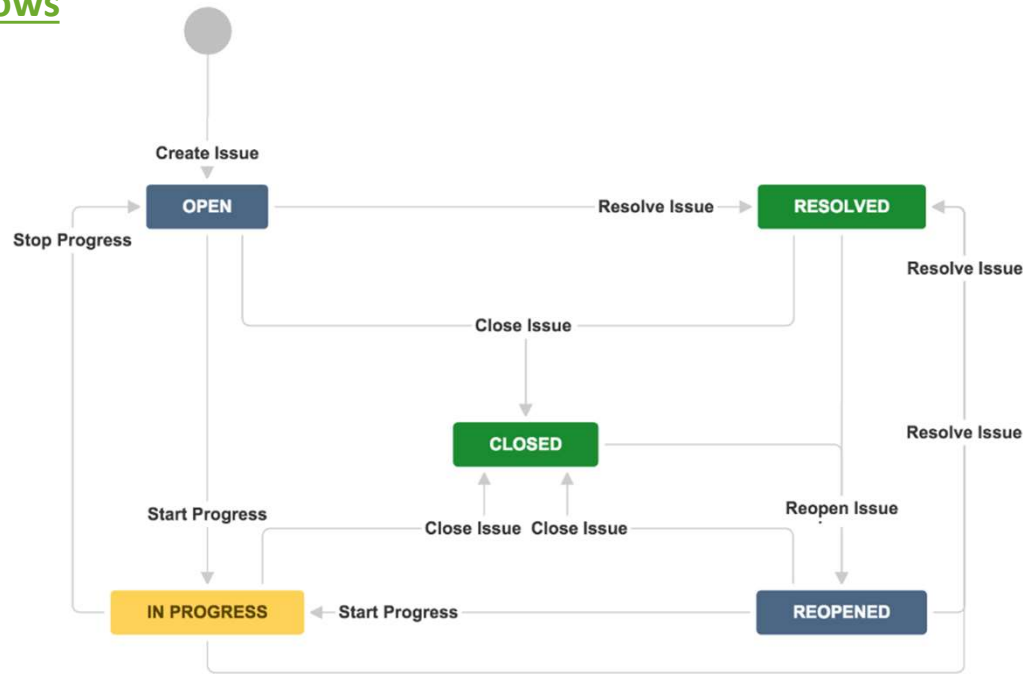 ows
Create Issue
OPEN
Resolve Issue
RESOLVED
Stop Progress
Resolve Issue
Close Issue
Resolve Issue
CLOSED
Reopen Issue
Start Progress
Close Issue Close Issue
IN PROGRESS
Start Progress
REOPENED